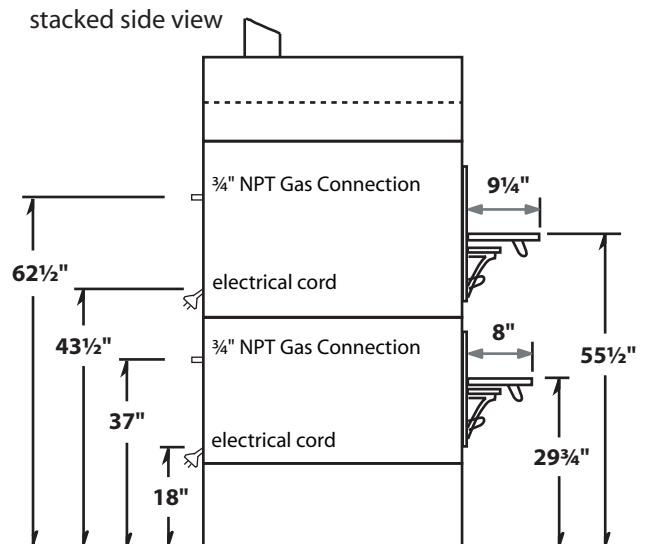 stacked side view
¾" NPT Gas Connection
9¼"
62½"
electrical cord
43½"
¾" NPT Gas Connection
8"
55½"
37"
electrical cord
29¾"
18"